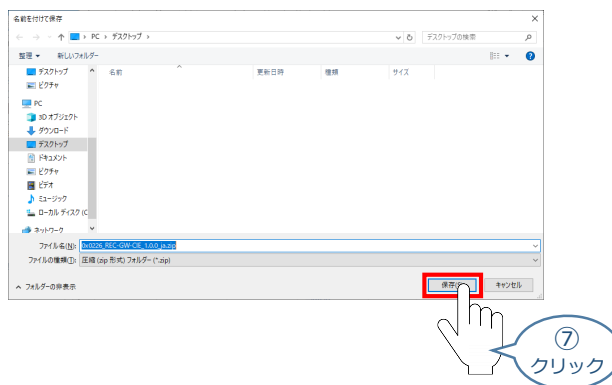 名前を付けて保存
PC › デスクトップ ›
デスクトップの検索
整理 新しいフォルダー
名前 更新日時 種類 サイズ
デスクトップ
ピクチャ
PC
3D オブジェクト
ダウンロード
デスクトップ
ドキュメント
ピクチャ
ビデオ
ミュージック
ローカル ディスク (C
ネットワーク
ファイル名(N): 0x0226_REC-GW-CIE_1.0.0_ja.zip
ファイルの種類(T): 圧縮 (zip 形式) フォルダー (*.zip)
フォルダーの非表示
保存(S) キャンセル
⑦
クリック